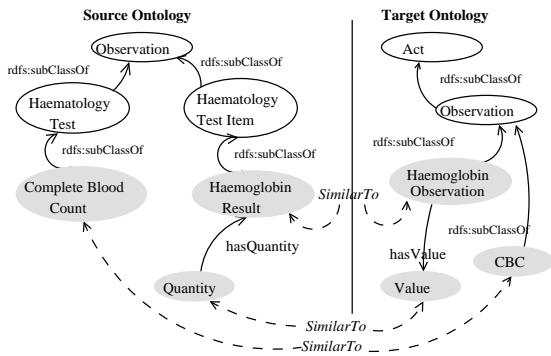 Source Ontology
Target Ontology
Observation
Act
rdfs:subClassOf
rdfs:subClassOf
rdfs:subClassOf
Haematology
Test
Haematology
Test Item
Observation
rdfs:subClassOf
rdfs:subClassOf
rdfs:subClassOf
Complete Blood
Count
Haemoglobin
Result
SimilarTo
Haemoglobin
Observation
hasQuantity
hasValue
rdfs:subClassOf
Quantity
Value
CBC
SimilarTo
SimilarTo